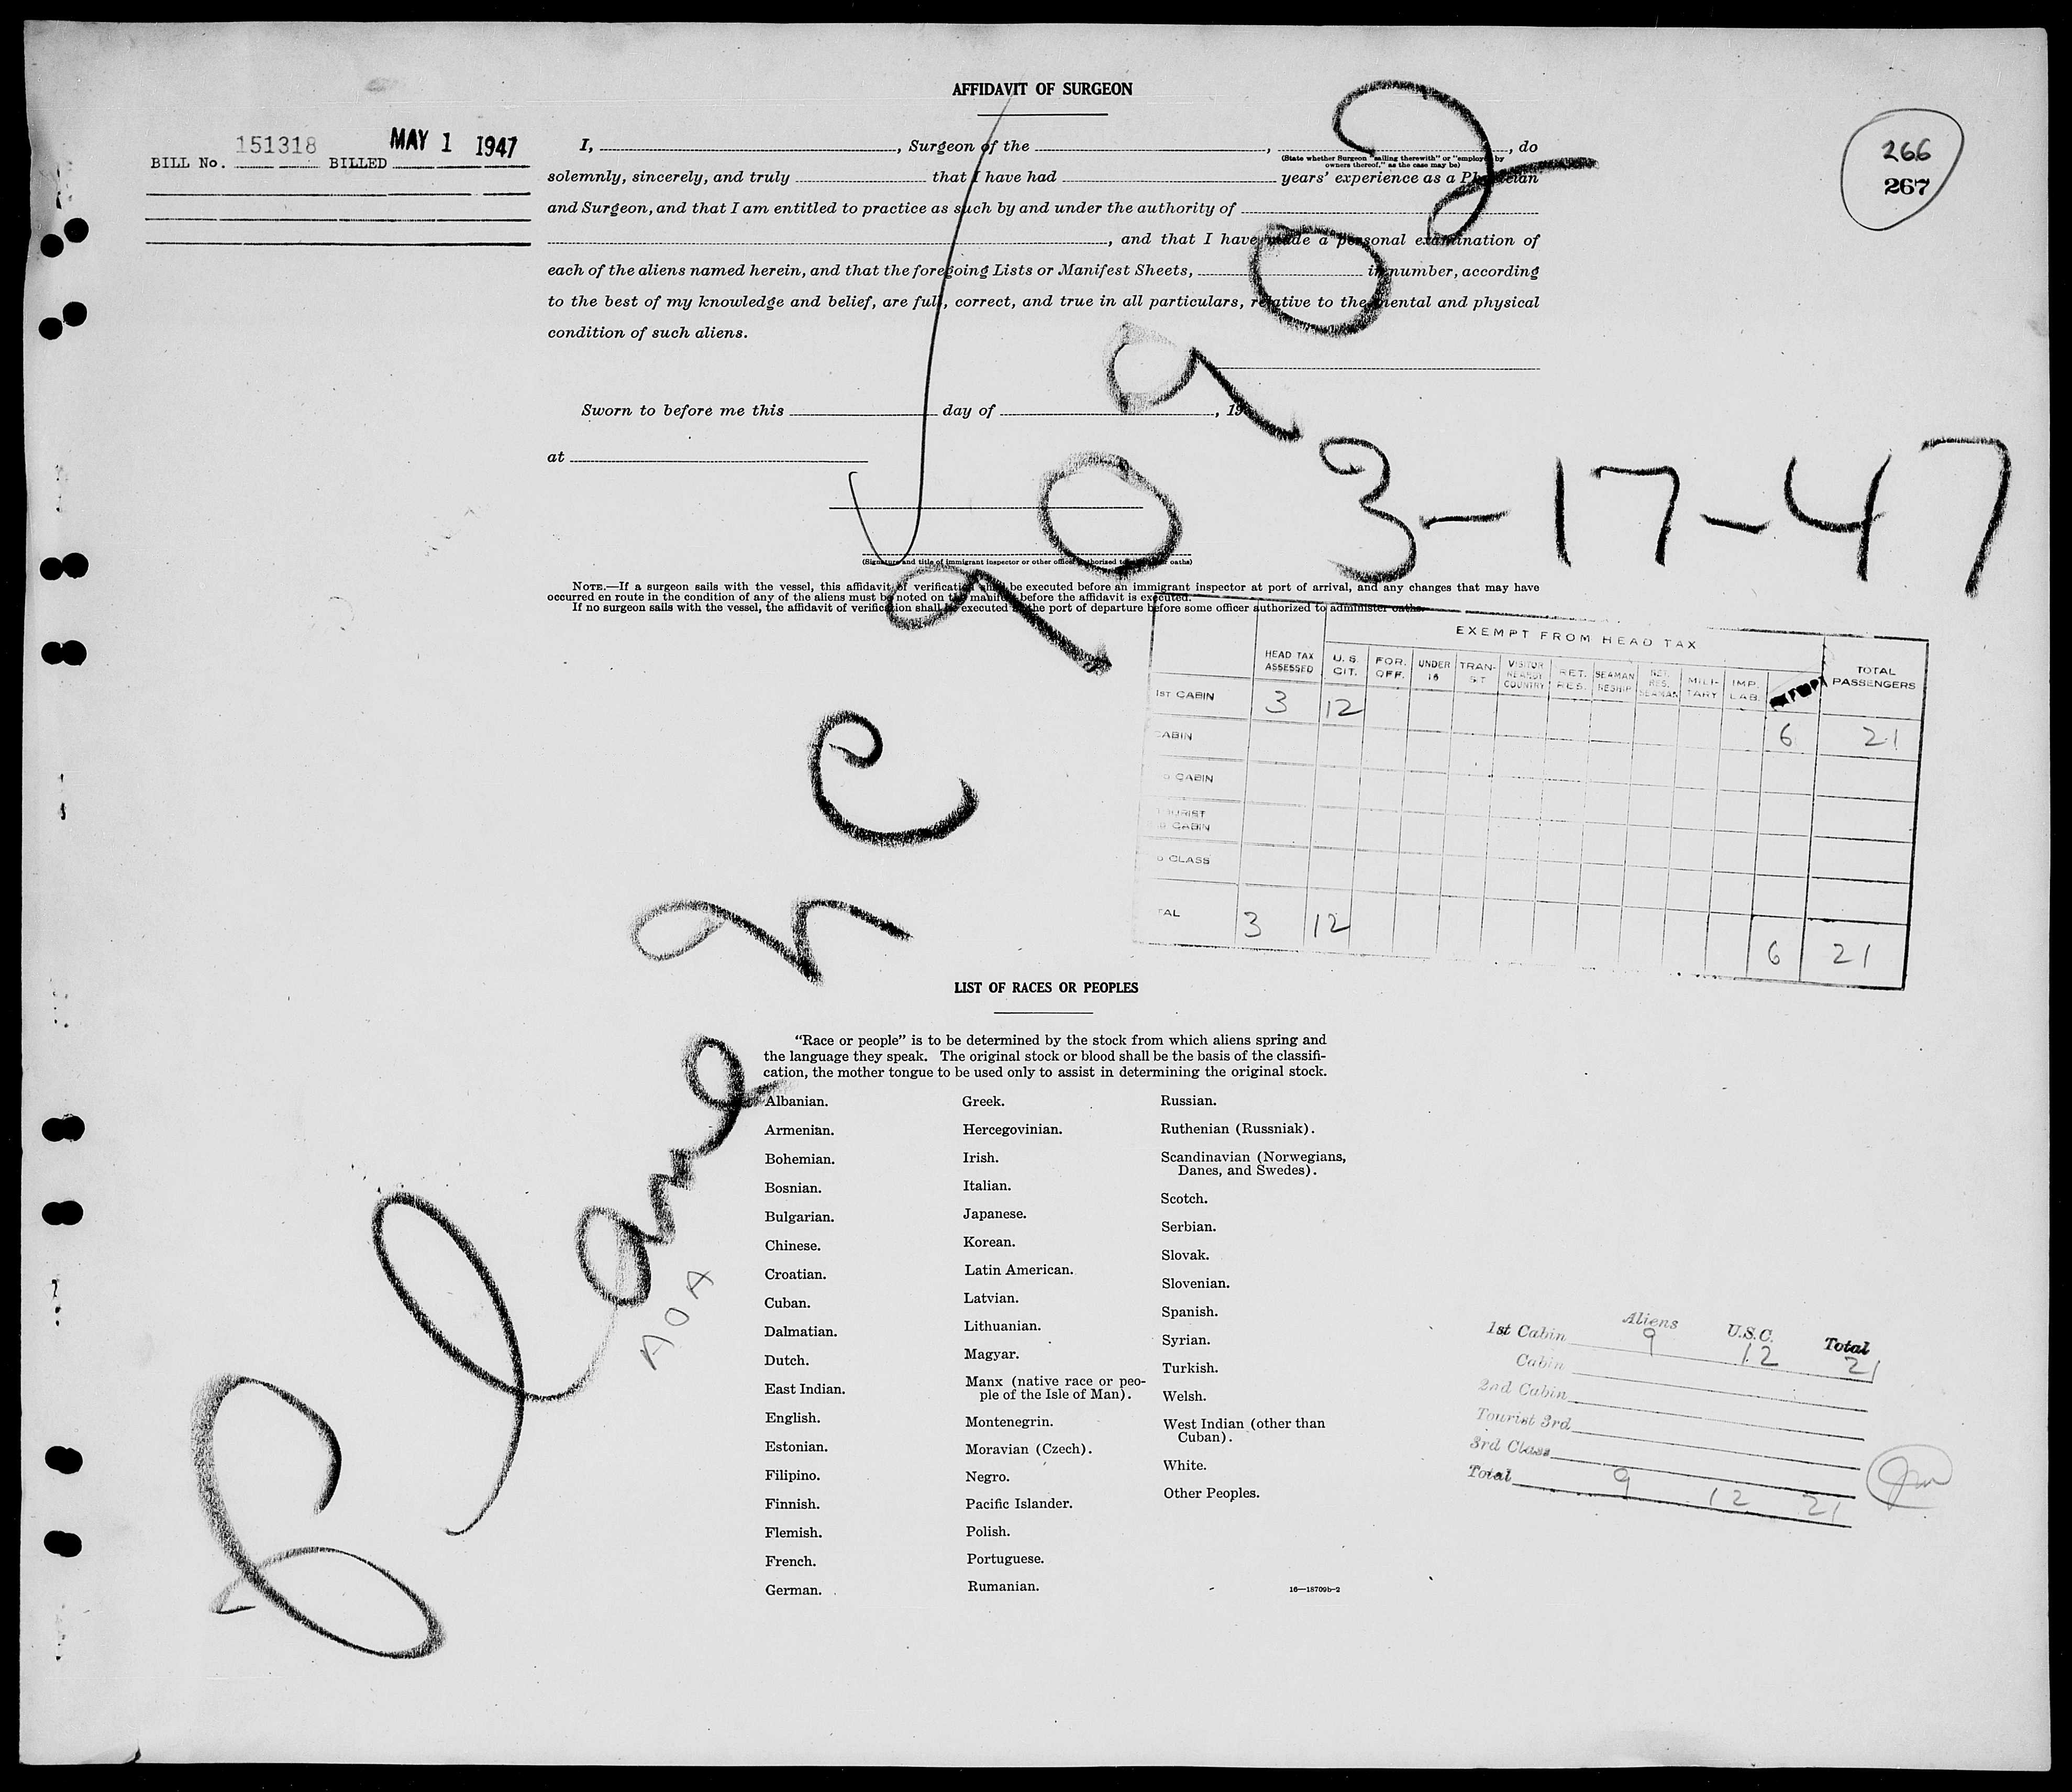 AFFIDAVIT OF SURGEON
BILL No. 151318 BILLED MAY 1 1947
266
267
I, , Surgeon of the , , do
(State whether Surgeon "sailing therewith" or "employed by
owners thereof," as the case may be)
solemnly, sincerely, and truly that I have had years' experience as a Physician
and Surgeon, and that I am entitled to practice as such by and under the authority of
, and that I have made a personal examination of
each of the aliens named herein, and that the foregoing Lists or Manifest Sheets, in number, according
to the best of my knowledge and belief, are full, correct, and true in all particulars, relative to the mental and physical
condition of such aliens.
Sworn to before me this day of , 19
at
(Signature and title of immigrant inspector or other officer authorized to administer oaths)
NOTE.—If a surgeon sails with the vessel, this affidavit of verification shall be executed before an immigrant inspector at port of arrival, and any changes that may have
occurred en route in the condition of any of the aliens must be noted on the manifest before the affidavit is executed.
If no surgeon sails with the vessel, the affidavit of verification shall be executed at the port of departure before some officer authorized to administer oaths.
Plane NC 90902
3-17-47
AOA
EXEMPT FROM HEAD TAX
HEAD TAX ASSESSED U. S. CIT. FOR. OFF. UNDER 16 TRAN-S.T VISITOR NEARBY COUNTRY RET. RES. SEAMAN RESHIP RET. RES. SEAMAN MILI-TARY IMP. LAB. TOTAL PASSENGERS
1ST CABIN 3 12
CABIN 6 21
D CABIN
TOURIST
D CABIN
D CLASS
TAL 3 12 6 21
LIST OF RACES OR PEOPLES
"Race or people" is to be determined by the stock from which aliens spring and
the language they speak. The original stock or blood shall be the basis of the classifi-
cation, the mother tongue to be used only to assist in determining the original stock.
Albanian.
Armenian.
Bohemian.
Bosnian.
Bulgarian.
Chinese.
Croatian.
Cuban.
Dalmatian.
Dutch.
East Indian.
English.
Estonian.
Filipino.
Finnish.
Flemish.
French.
German.
Greek.
Hercegovinian.
Irish.
Italian.
Japanese.
Korean.
Latin American.
Latvian.
Lithuanian.
Magyar.
Manx (native race or peo-
ple of the Isle of Man).
Montenegrin.
Moravian (Czech).
Negro.
Pacific Islander.
Polish.
Portuguese.
Rumanian.
Russian.
Ruthenian (Russniak).
Scandinavian (Norwegians,
Danes, and Swedes).
Scotch.
Serbian.
Slovak.
Slovenian.
Spanish.
Syrian.
Turkish.
Welsh.
West Indian (other than
Cuban).
White.
Other Peoples.
16—18709b-2
Aliens U.S.C. Total
1st Cabin 9 12 21
Cabin
2nd Cabin
Tourist 3rd
3rd Class
Total 9 12 21